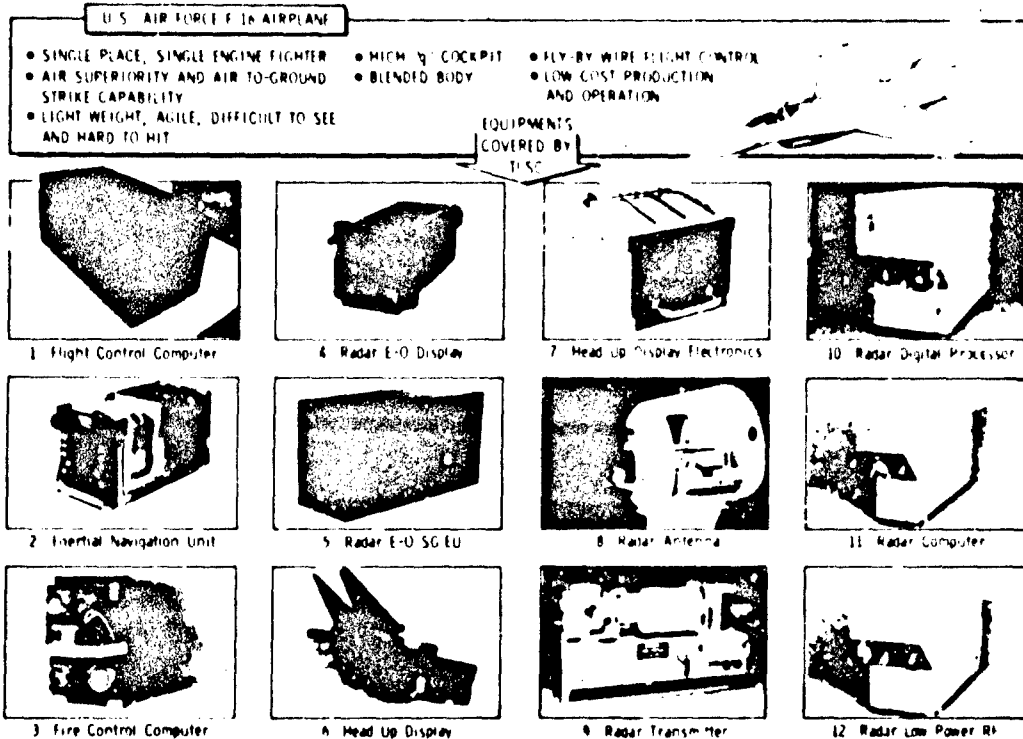 U.S. AIR FORCE F-16 AIRPLANE
• SINGLE PLACE, SINGLE ENGINE FIGHTER
• AIR SUPERIORITY AND AIR TO-GROUND
STRIKE CAPABILITY
• LIGHT WEIGHT, AGILE, DIFFICULT TO SEE
AND HARD TO HIT
• HIGH 'g' COCKPIT
• BLENDED BODY
• FLY-BY WIRE FLIGHT CONTROL
• LOW COST PRODUCTION
AND OPERATION
EQUIPMENTS
COVERED BY
TLSC
1 Flight Control Computer
4 Radar E-O Display
7 Head Up Display Electronics
10 Radar Digital Processor
2 Inertial Navigation Unit
5 Radar E-O SG EU
8 Radar Antenna
11 Radar Computer
3 Fire Control Computer
6 Head Up Display
9 Radar Transmitter
12 Radar Low Power RF